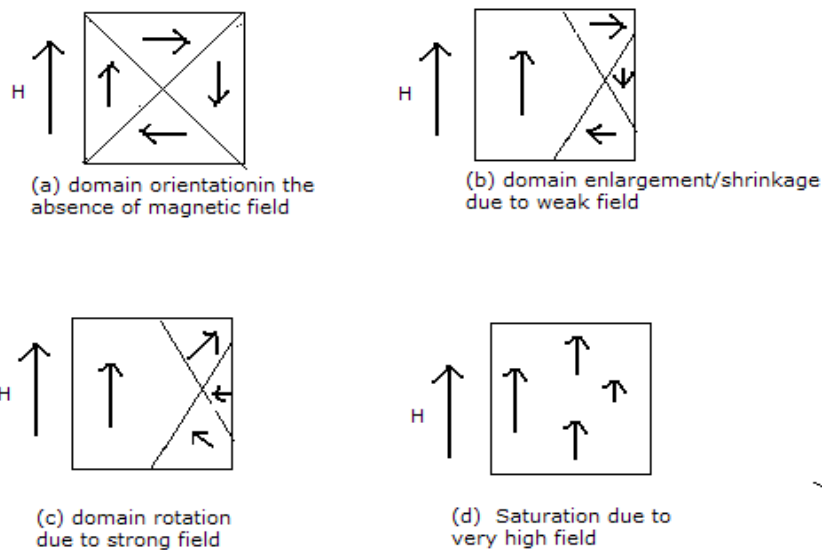 H
(a) domain orientationin the
absence of magnetic field
H
(b) domain enlargement/shrinkage
due to weak field
H
(c) domain rotation
due to strong field
H
(d) Saturation due to
very high field